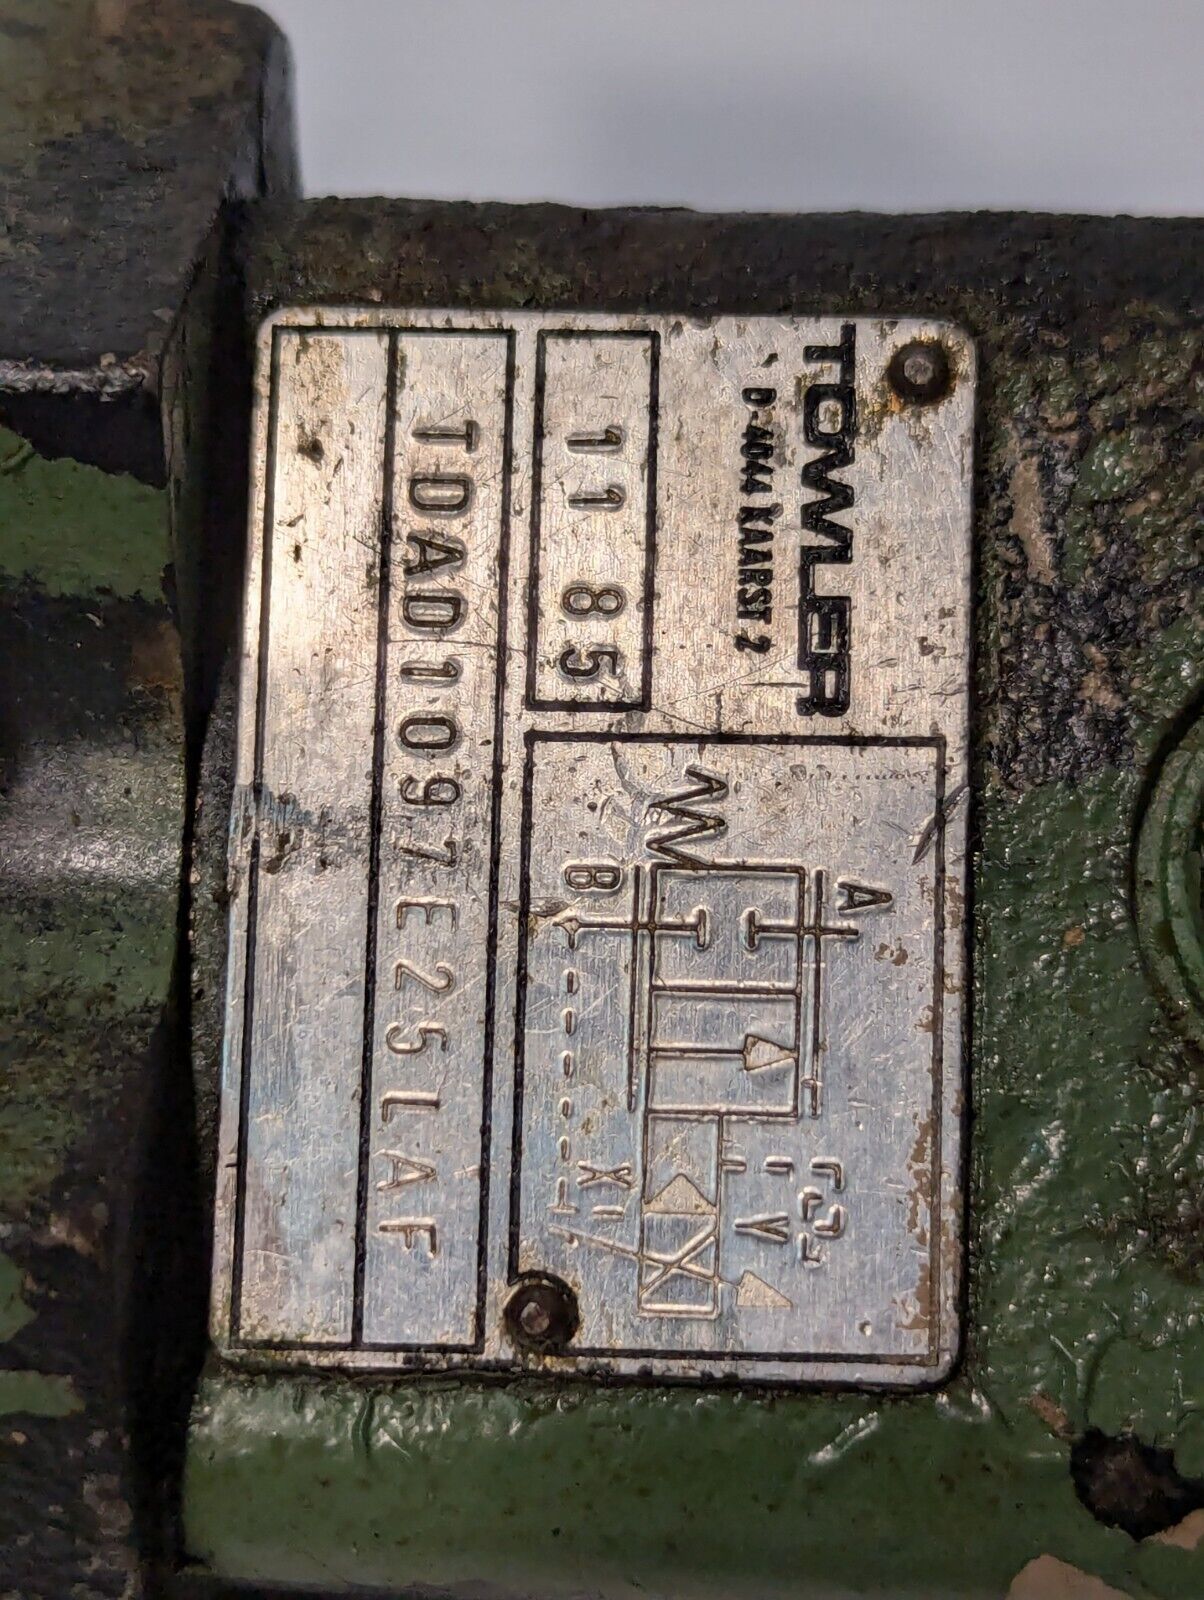 TOWLER
D-4044 KAARST 2
11 85
A
B
X
Y
TDAD1097E25LAF